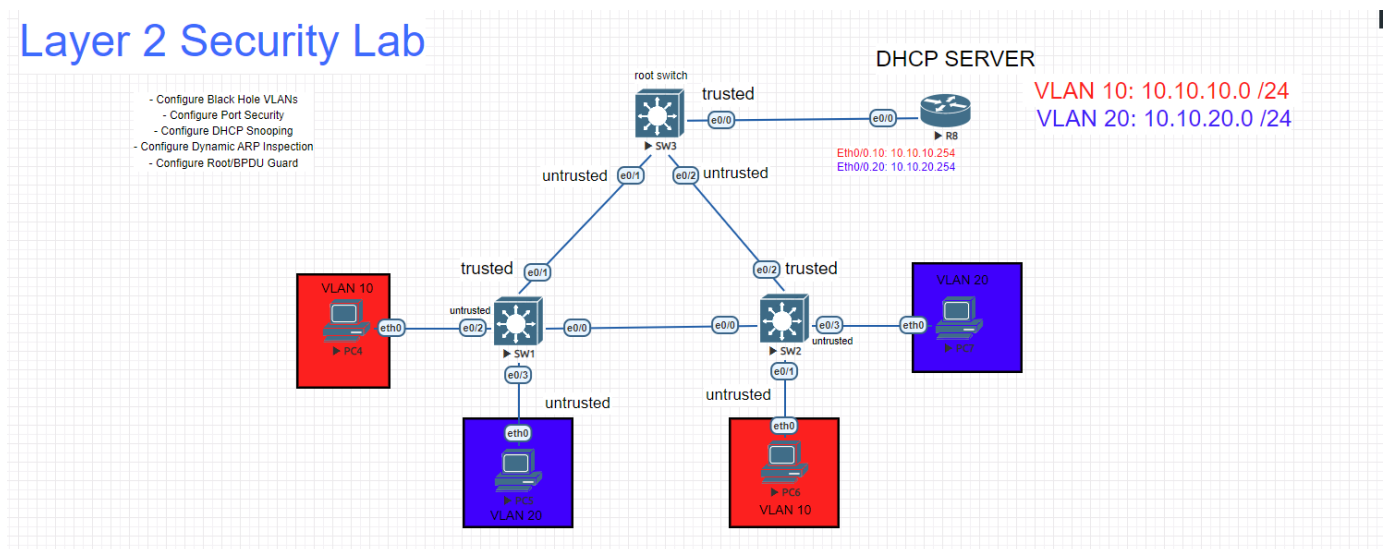 Layer 2 Security Lab
- Configure Black Hole VLANs
- Configure Port Security
- Configure DHCP Snooping
- Configure Dynamic ARP Inspection
- Configure Root/BPDU Guard
root switch
DHCP SERVER
VLAN 10: 10.10.10.0 /24
VLAN 20: 10.10.20.0 /24
trusted
e0/0
e0/0
SW3
R8
Eth0/0.10: 10.10.10.254
Eth0/0.20: 10.10.20.254
untrusted
e0/1
e0/2
untrusted
trusted
e0/1
e0/2
trusted
VLAN 10
eth0
PC4
untrusted
e0/2
e0/0
SW1
e0/0
SW2
e0/3
untrusted
VLAN 20
eth0
PC7
e0/3
untrusted
e0/1
untrusted
eth0
VLAN 20
eth0
PC6
VLAN 10